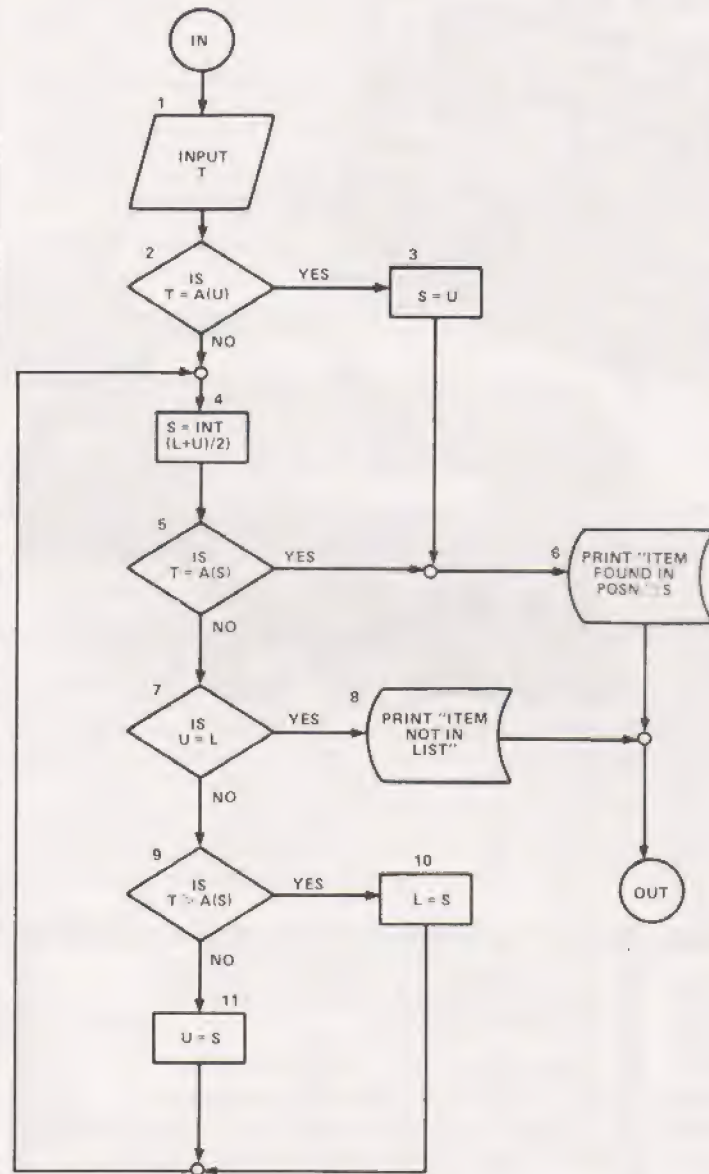 IN
1
INPUT
T
2
IS
T = A(U)
YES
3
S = U
NO
4
S = INT
(L+U)/2)
5
IS
T = A(S)
YES
6
PRINT "ITEM
FOUND IN
POSN "; S
NO
7
IS
U = L
YES
8
PRINT "ITEM
NOT IN
LIST"
NO
9
IS
T > A(S)
YES
10
L = S
OUT
NO
11
U = S